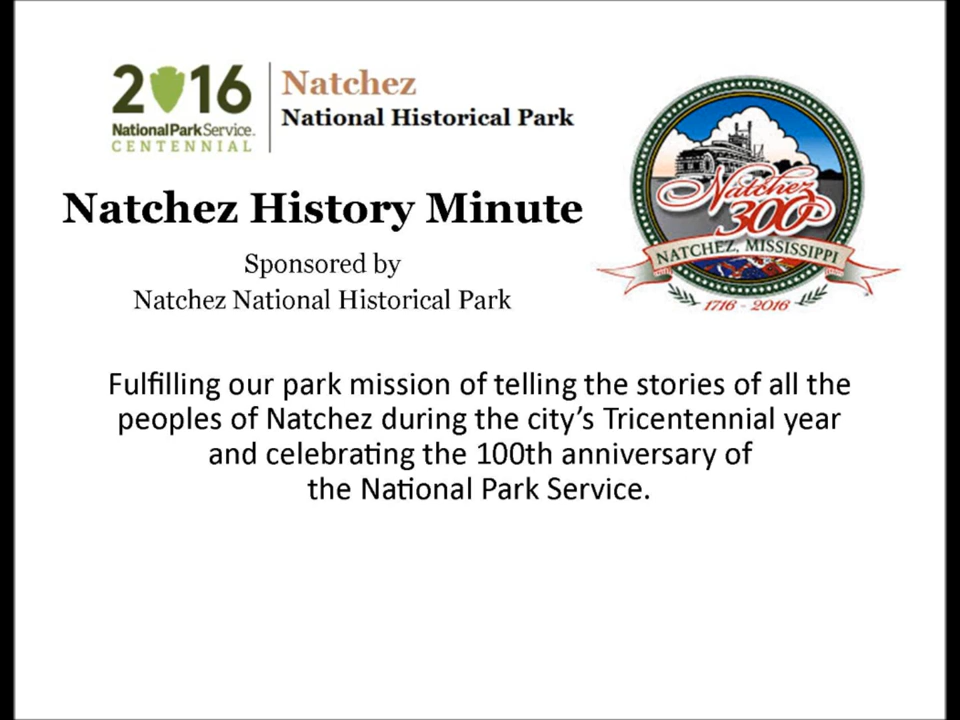 2016
National Park Service.
CENTENNIAL
Natchez
National Historical Park
Natchez History Minute
Sponsored by
Natchez National Historical Park
Natchez
300
NATCHEZ, MISSISSIPPI
1716 - 2016
Fulfilling our park mission of telling the stories of all the
peoples of Natchez during the city’s Tricentennial year
and celebrating the 100th anniversary of
the National Park Service.